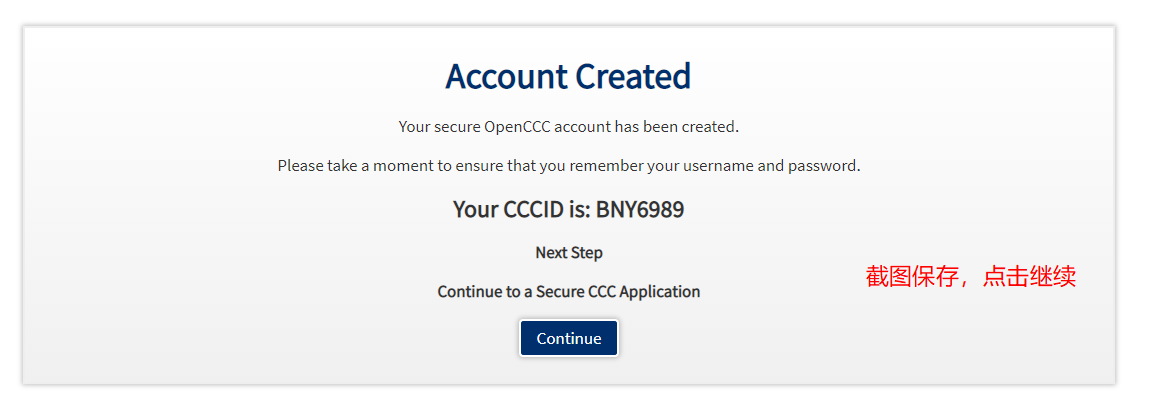 Account Created
Your secure OpenCCC account has been created.
Please take a moment to ensure that you remember your username and password.
Your CCCID is: BNY6989
Next Step
截图保存，点击继续
Continue to a Secure CCC Application
Continue